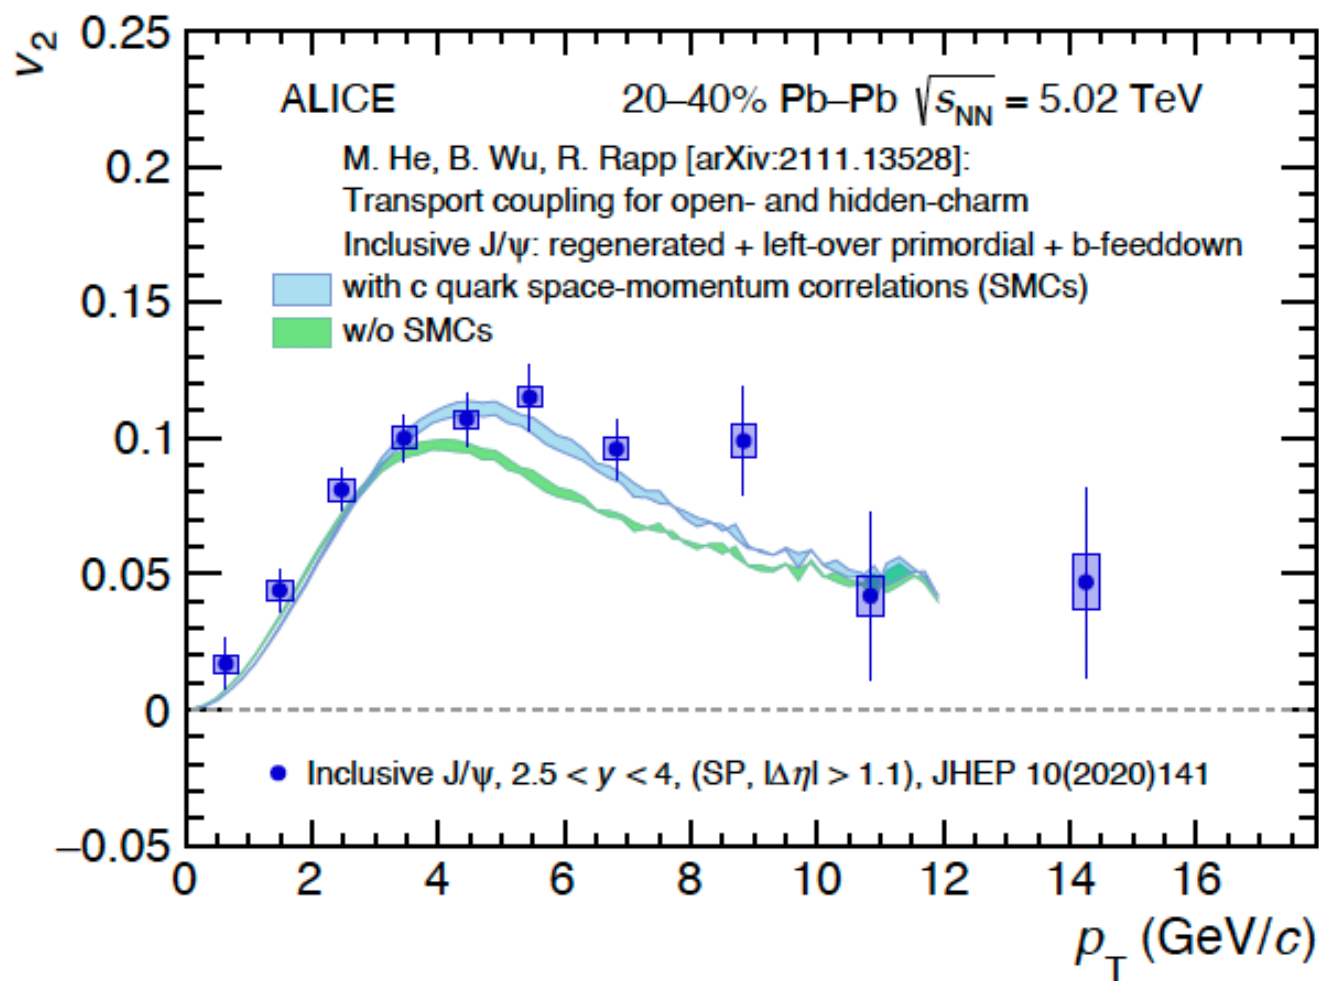 v₂
0.25
0.2
0.15
0.1
0.05
0
−0.05
ALICE 20–40% Pb–Pb √sNN = 5.02 TeV
M. He, B. Wu, R. Rapp [arXiv:2111.13528]:
Transport coupling for open- and hidden-charm
Inclusive J/ψ: regenerated + left-over primordial + b-feeddown
with c quark space-momentum correlations (SMCs)
w/o SMCs
Inclusive J/ψ, 2.5 < y < 4, (SP, |Δη| > 1.1), JHEP 10(2020)141
0 2 4 6 8 10 12 14 16
pT (GeV/c)